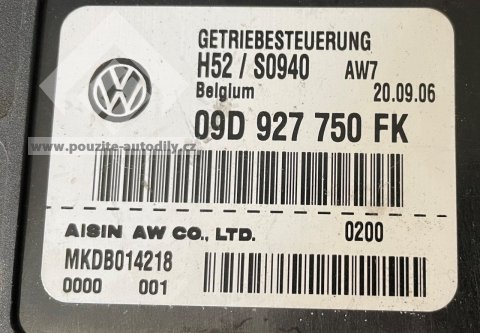 GETRIEBESTEUERUNG
H52 / S0940 AW7
Belgium 20.09.06
09D 927 750 FK
www.pouzite-autodily.cz
AISIN AW CO., LTD. 0200
MKDB014218
0000 001